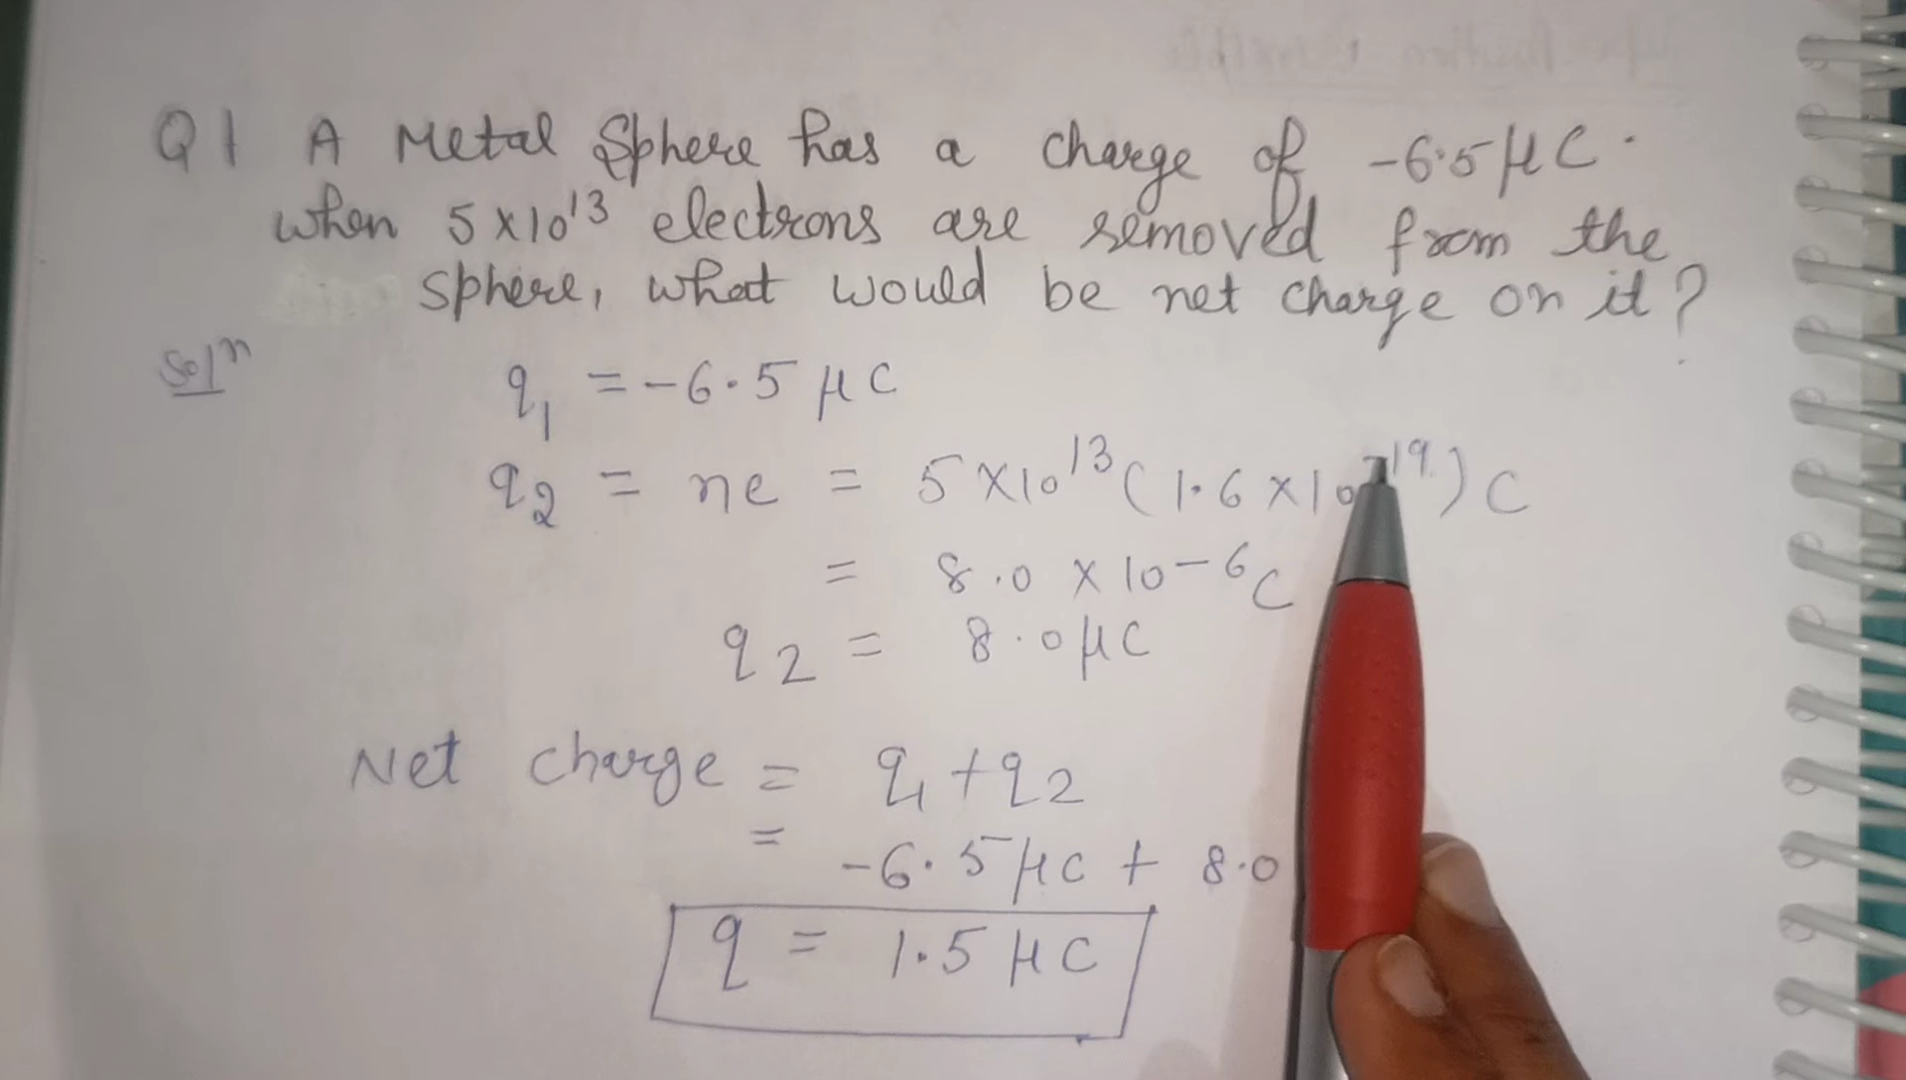 Q1 A Metal Sphere has a charge of -6.5 μC.
when 5×10¹³ electrons are removed from the
sphere, what would be net charge on it?
Solⁿ
q₁ = -6.5 μC
q₂ = ne = 5×10¹³(1.6×10⁻¹⁹) C
= 8.0 × 10⁻⁶C
q₂ = 8.0 μC
Net charge = q₁+q₂
= -6.5 μC + 8.0
q = 1.5 μC